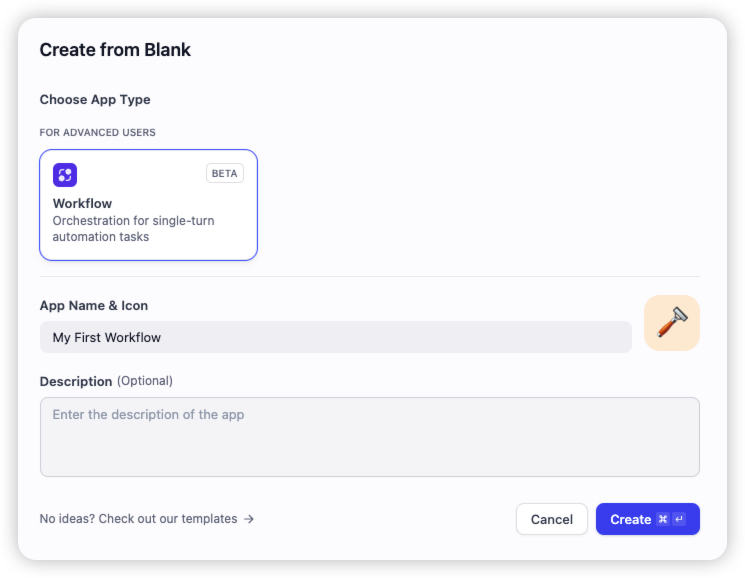 Create from Blank
Choose App Type
FOR ADVANCED USERS
BETA
Workflow
Orchestration for single-turn
automation tasks
App Name & Icon
My First Workflow
Description (Optional)
Enter the description of the app
No ideas? Check out our templates →
Cancel
Create ⌘ ↵